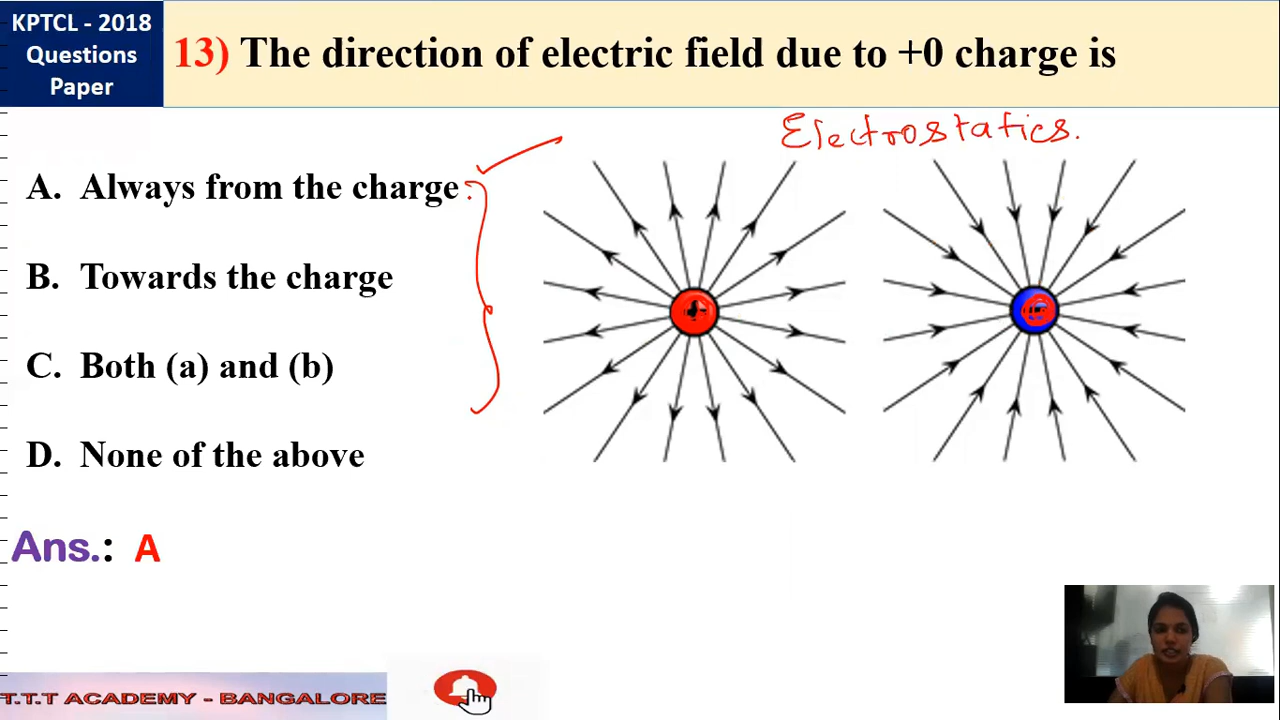 KPTCL - 2018
Questions
Paper
13) The direction of electric field due to +0 charge is
Electrostatics.
A. Always from the charge
B. Towards the charge
C. Both (a) and (b)
D. None of the above
Ans.: A
T.T.T ACADEMY - BANGALORE